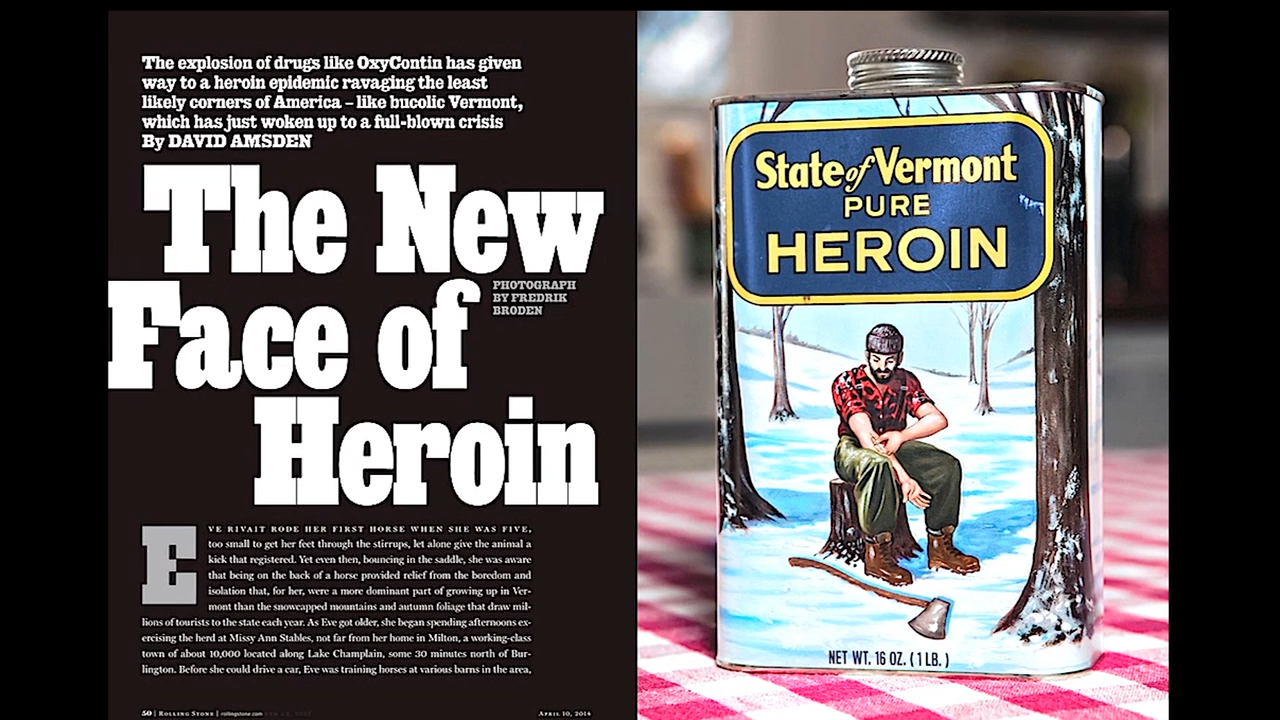 The explosion of drugs like OxyContin has given
way to a heroin epidemic ravaging the least
likely corners of America – like bucolic Vermont,
which has just woken up to a full-blown crisis
By DAVID AMSDEN
The New
Face of
Heroin
PHOTOGRAPH
BY FREDRIK
BRODEN
EVE RIVAIT RODE HER FIRST HORSE WHEN SHE WAS FIVE,
too small to get her feet through the stirrups, let alone give the animal a
kick that registered. Yet even then, bouncing in the saddle, she was aware
that being on the back of a horse provided relief from the boredom and
isolation that, for her, were a more dominant part of growing up in Ver-
mont than the snowcapped mountains and autumn foliage that draw mil-
lions of tourists to the state each year. As Eve got older, she began spending afternoons ex-
ercising the herd at Missy Ann Stables, not far from her home in Milton, a working-class
town of about 10,000 located along Lake Champlain, some 30 minutes north of Bur-
lington. Before she could drive a car, Eve was training horses at various barns in the area,
50 | ROLLING STONE | rollingstone.com
APRIL 10, 2014
State of Vermont
PURE
HEROIN
NET WT. 16 OZ. (1 LB.)